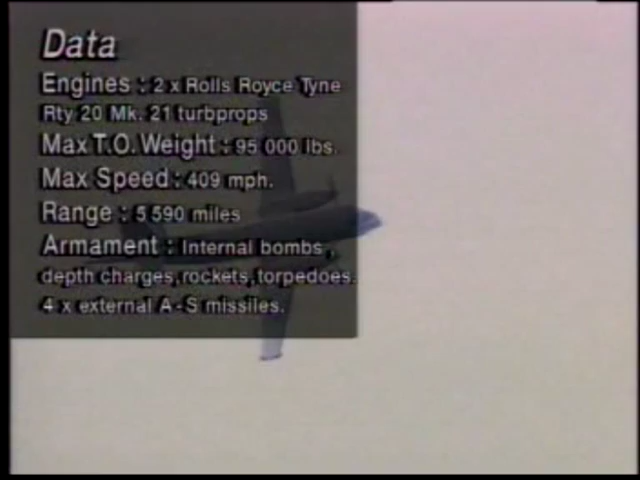 Data
Engines : 2 x Rolls Royce Tyne
Rty 20 Mk. 21 turbprops
Max T.O. Weight : 95 000 lbs.
Max Speed : 409 mph.
Range : 5 590 miles
Armament : Internal bombs,
depth charges,rockets,torpedoes.
4 x external A-S missiles.